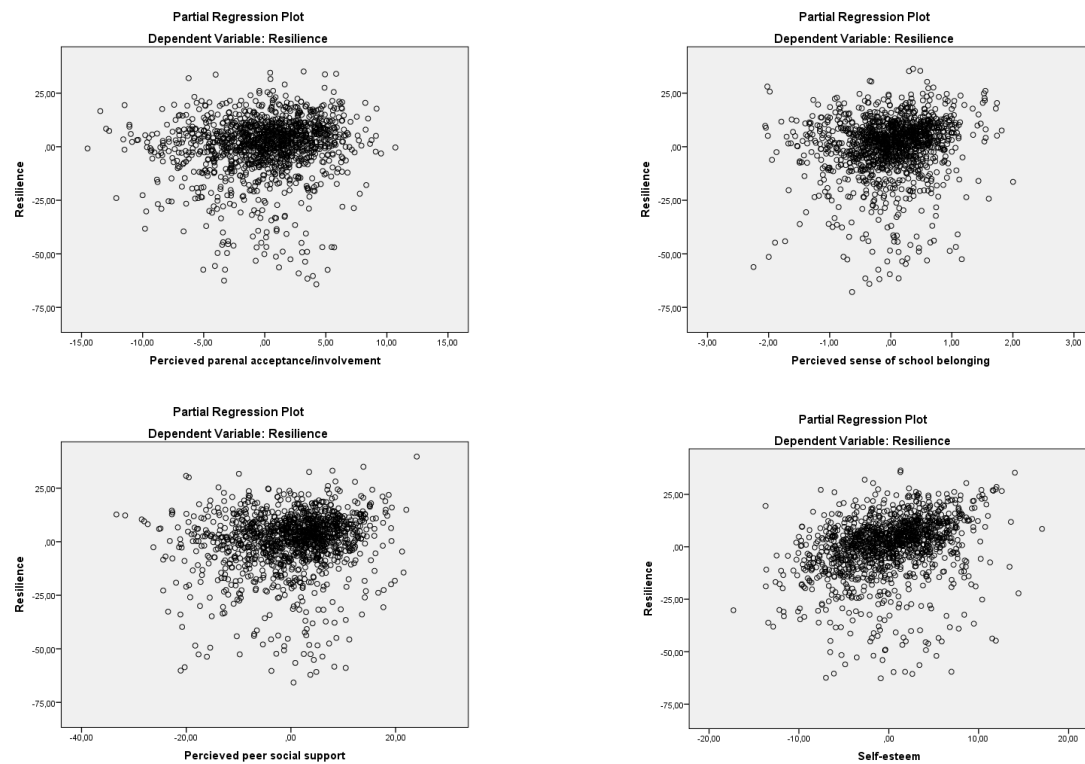 Partial Regression Plot
Dependent Variable: Resilience
Resilience
25,00
,00
-25,00
-50,00
-75,00
-15,00 -10,00 -5,00 ,00 5,00 10,00 15,00
Percieved parenal acceptance/involvement
Partial Regression Plot
Dependent Variable: Resilience
Resilience
25,00
,00
-25,00
-50,00
-75,00
-3,00 -2,00 -1,00 ,00 1,00 2,00 3,00
Percieved sense of school belonging
Partial Regression Plot
Dependent Variable: Resilience
Resilience
25,00
,00
-25,00
-50,00
-75,00
-40,00 -20,00 ,00 20,00
Percieved peer social support
Partial Regression Plot
Dependent Variable: Resilience
Resilience
25,00
,00
-25,00
-50,00
-75,00
-20,00 -10,00 ,00 10,00 20,00
Self-esteem